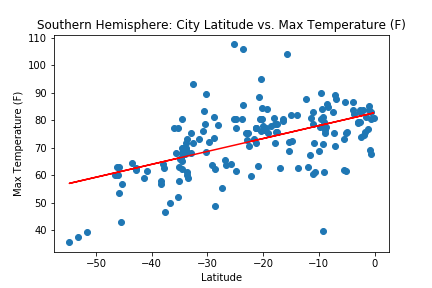 Southern Hemisphere: City Latitude vs. Max Temperature (F)
110
100
90
80
70
60
50
40
Max Temperature (F)
−50 −40 −30 −20 −10 0
Latitude